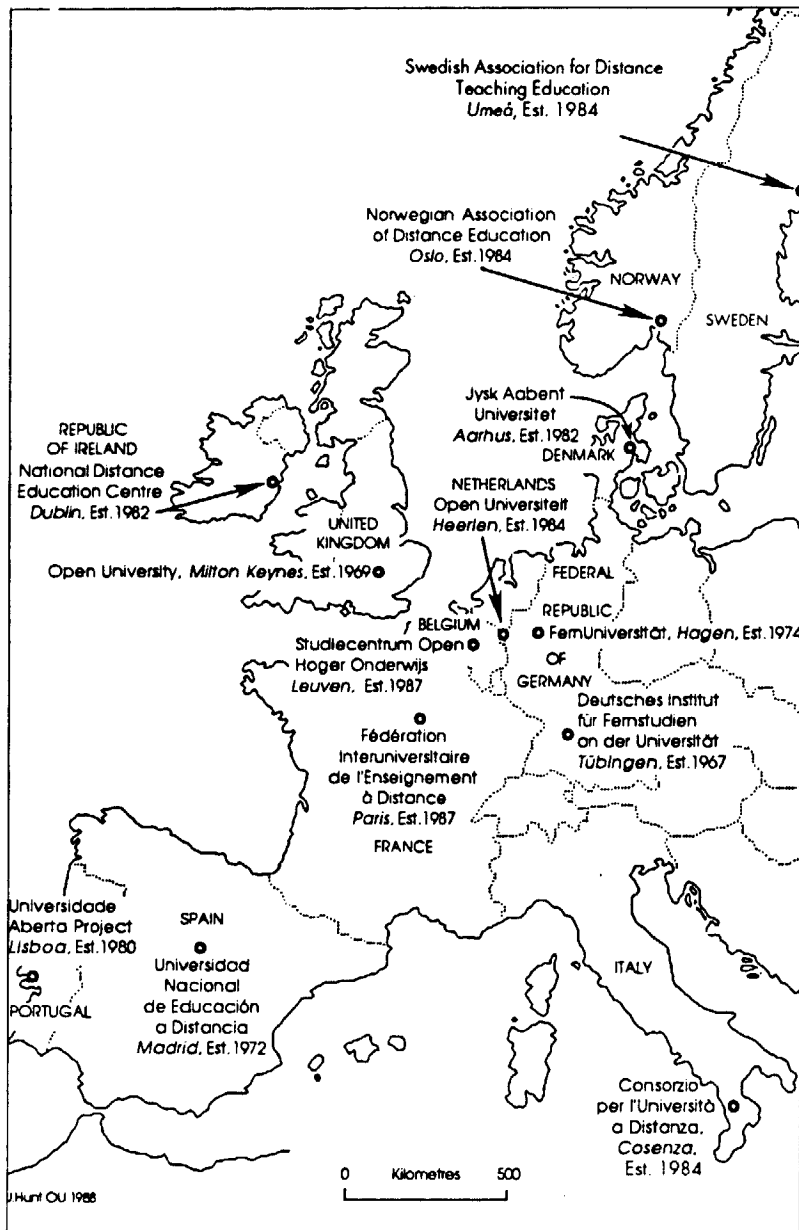 Swedish Association for Distance
Teaching Education
Umeå, Est. 1984
Norwegian Association
of Distance Education
Oslo, Est.1984
NORWAY
SWEDEN
Jysk Aabent
Universitet
Aarhus, Est.1982
DENMARK
REPUBLIC
OF IRELAND
National Distance
Education Centre
Dublin, Est.1982
NETHERLANDS
Open Universiteit
Heerlen, Est.1984
UNITED
KINGDOM
Open University, Milton Keynes, Est.1969
FEDERAL
REPUBLIC
OF
GERMANY
FernUniversität, Hagen, Est.1974
BELGIUM
Studiecentrum Open
Hoger Onderwijs
Leuven, Est.1987
Deutsches Institut
für Fernstudien
an der Universität
Tübingen, Est.1967
Fédération
Interuniversitaire
de l'Enseignement
à Distance
Paris, Est.1987
FRANCE
Universidade
Aberta Project
Lisboa, Est.1980
PORTUGAL
SPAIN
Universidad
Nacional
de Educación
a Distancia
Madrid, Est.1972
ITALY
Consorzio
per l'Università
a Distanza,
Cosenza,
Est. 1984
0 Kilometres 500
J.Hunt OU 1988